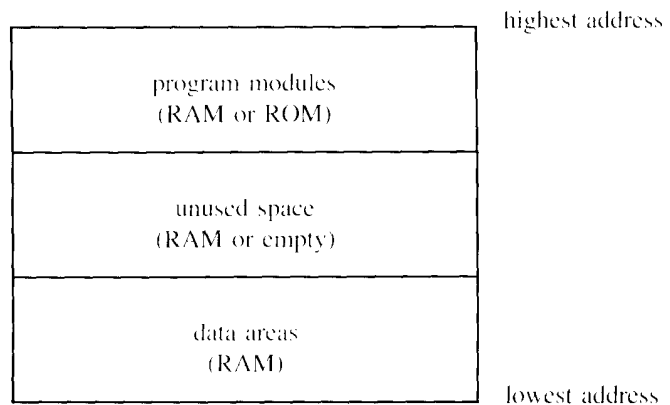 highest address
program modules
(RAM or ROM)
unused space
(RAM or empty)
data areas
(RAM)
lowest address